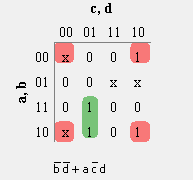 c, d
00 01 11 10
a, b
00 x 0 0 1
01 0 0 x x
11 0 1 0 0
10 x 1 0 1
b̅d̅+ac̅d